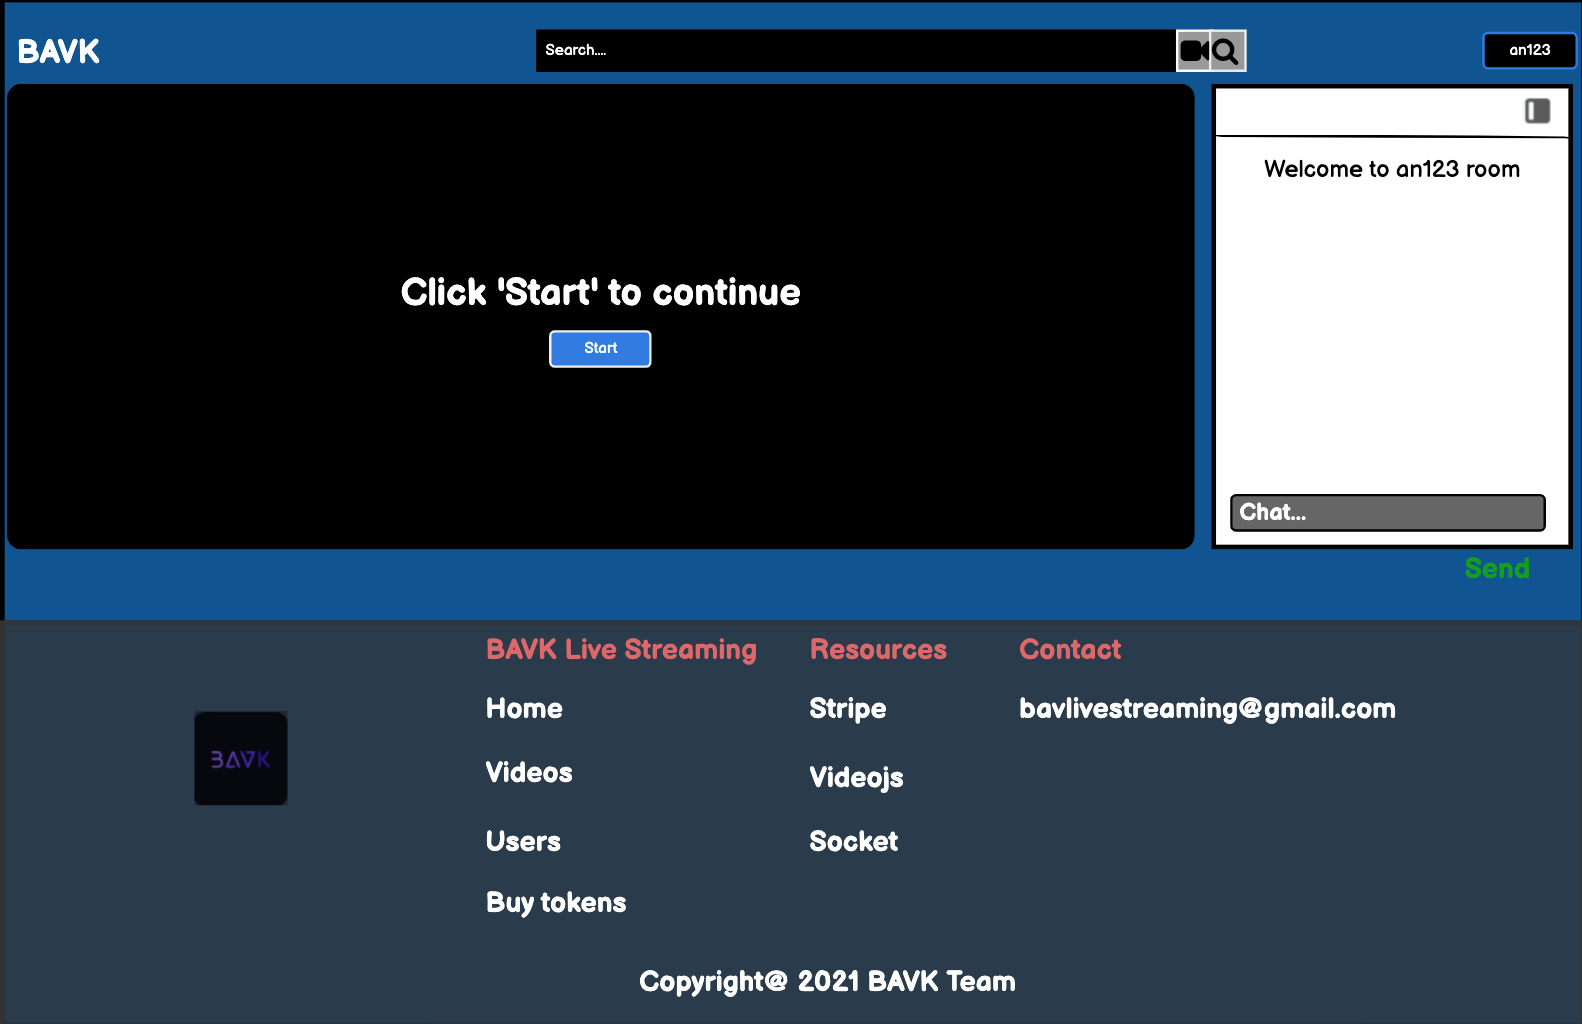 BAVK
Search....
an123
Welcome to an123 room
Click 'Start' to continue
Start
Chat...
Send
BAVK Live Streaming
Home
Videos
Users
Buy tokens
Resources
Stripe
Videojs
Socket
Contact
bavlivestreaming@gmail.com
BAVK
Copyright@ 2021 BAVK Team